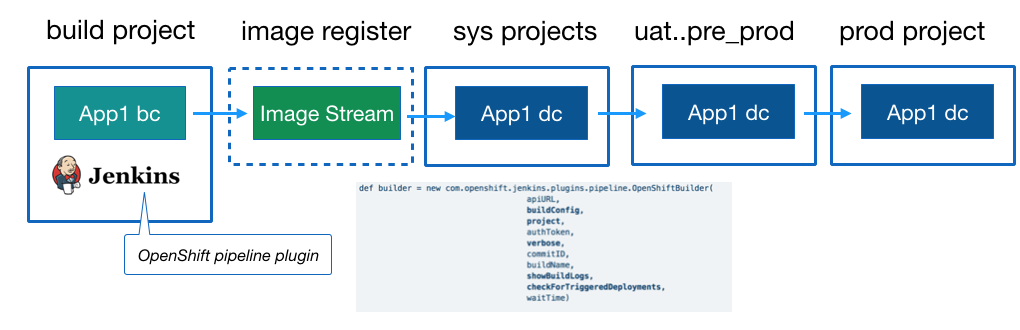 build project
image register
sys projects
uat..pre_prod
prod project
App1 bc
Image Stream
App1 dc
App1 dc
App1 dc
Jenkins
OpenShift pipeline plugin
def builder = new com.openshift.jenkins.plugins.pipeline.OpenShiftBuilder(
apiURL,
buildConfig,
project,
authToken,
verbose,
commitID,
buildName,
showBuildLogs,
checkForTriggeredDeployments,
waitTime)